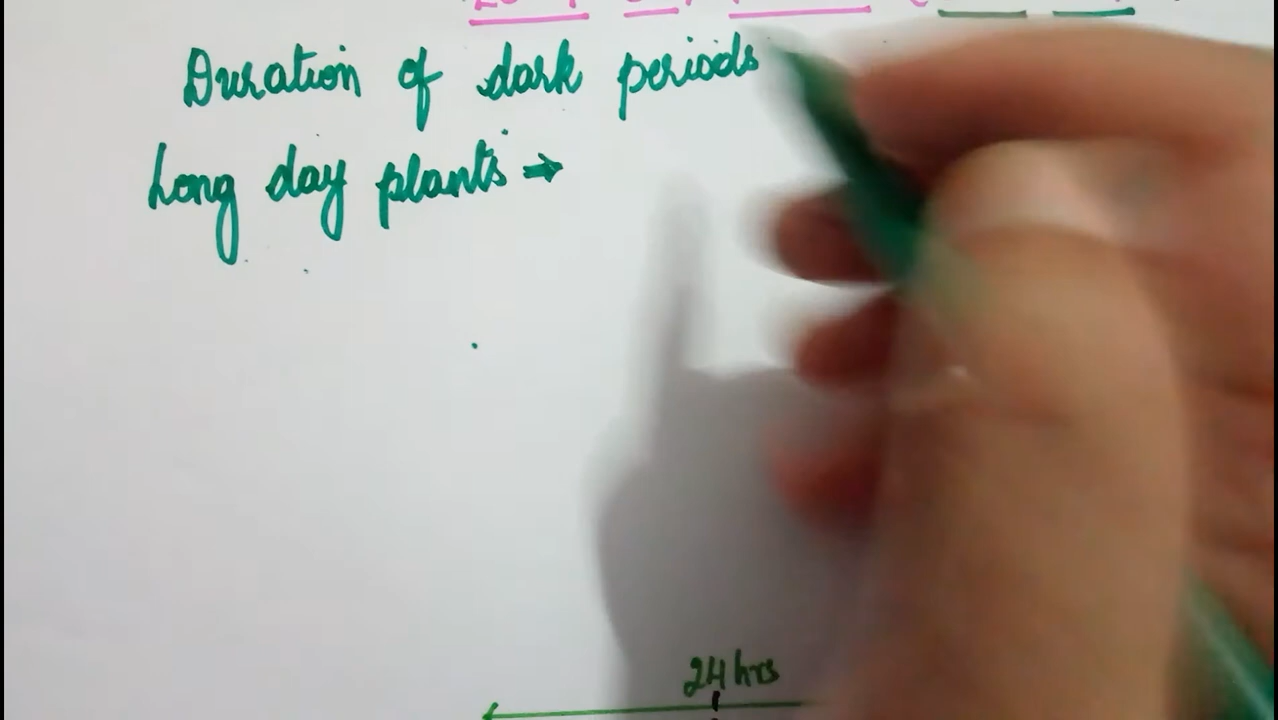 Duration of dark periods
Long day plants →
24 hrs